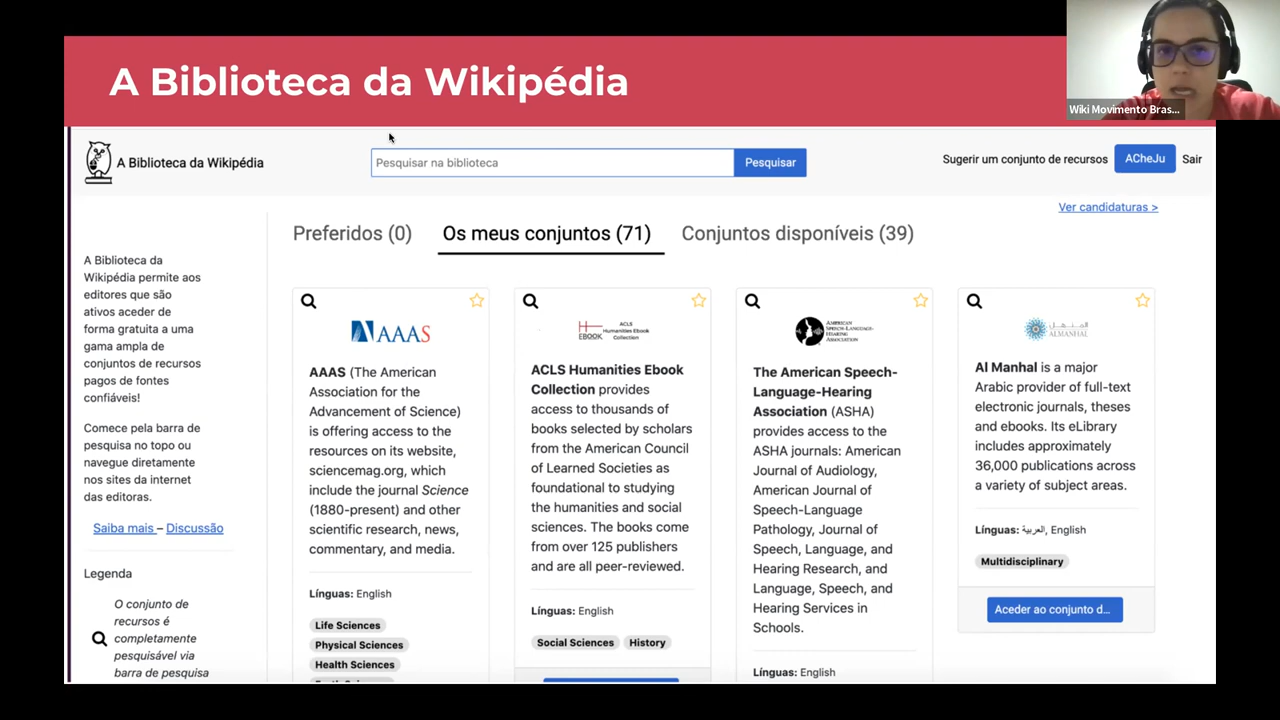 A Biblioteca da Wikipédia
Wiki Movimento Bras...
A Biblioteca da Wikipédia
Pesquisar na biblioteca
Pesquisar
Sugerir um conjunto de recursos
ACheJu
Sair
Ver candidaturas >
Preferidos (0)
Os meus conjuntos (71)
Conjuntos disponíveis (39)
A Biblioteca da
Wikipédia permite aos
editores que são
ativos aceder de
forma gratuita a uma
gama ampla de
conjuntos de recursos
pagos de fontes
confiáveis!
Comece pela barra de
pesquisa no topo ou
navegue diretamente
nos sites da internet
das editoras.
Saiba mais – Discussão
Legenda
O conjunto de
recursos é
completamente
pesquisável via
barra de pesquisa
AAAS
AAAS (The American
Association for the
Advancement of Science)
is offering access to the
resources on its website,
sciencemag.org, which
include the journal Science
(1880-present) and other
scientific research, news,
commentary, and media.
Línguas: English
Life Sciences
Physical Sciences
Health Sciences
HEBOOK
ACLS
Humanities Ebook
Collection
ACLS Humanities Ebook
Collection provides
access to thousands of
books selected by scholars
from the American Council
of Learned Societies as
foundational to studying
the humanities and social
sciences. The books come
from over 125 publishers
and are all peer-reviewed.
Línguas: English
Social Sciences
History
AMERICAN
SPEECH-LANGUAGE-
HEARING
ASSOCIATION
The American Speech-
Language-Hearing
Association (ASHA)
provides access to the
ASHA journals: American
Journal of Audiology,
American Journal of
Speech-Language
Pathology, Journal of
Speech, Language, and
Hearing Research, and
Language, Speech, and
Hearing Services in
Schools.
Línguas: English
المنهل
ALMANHAL
Al Manhal is a major
Arabic provider of full-text
electronic journals, theses
and ebooks. Its eLibrary
includes approximately
36,000 publications across
a variety of subject areas.
Línguas: العربية, English
Multidisciplinary
Aceder ao conjunto d...